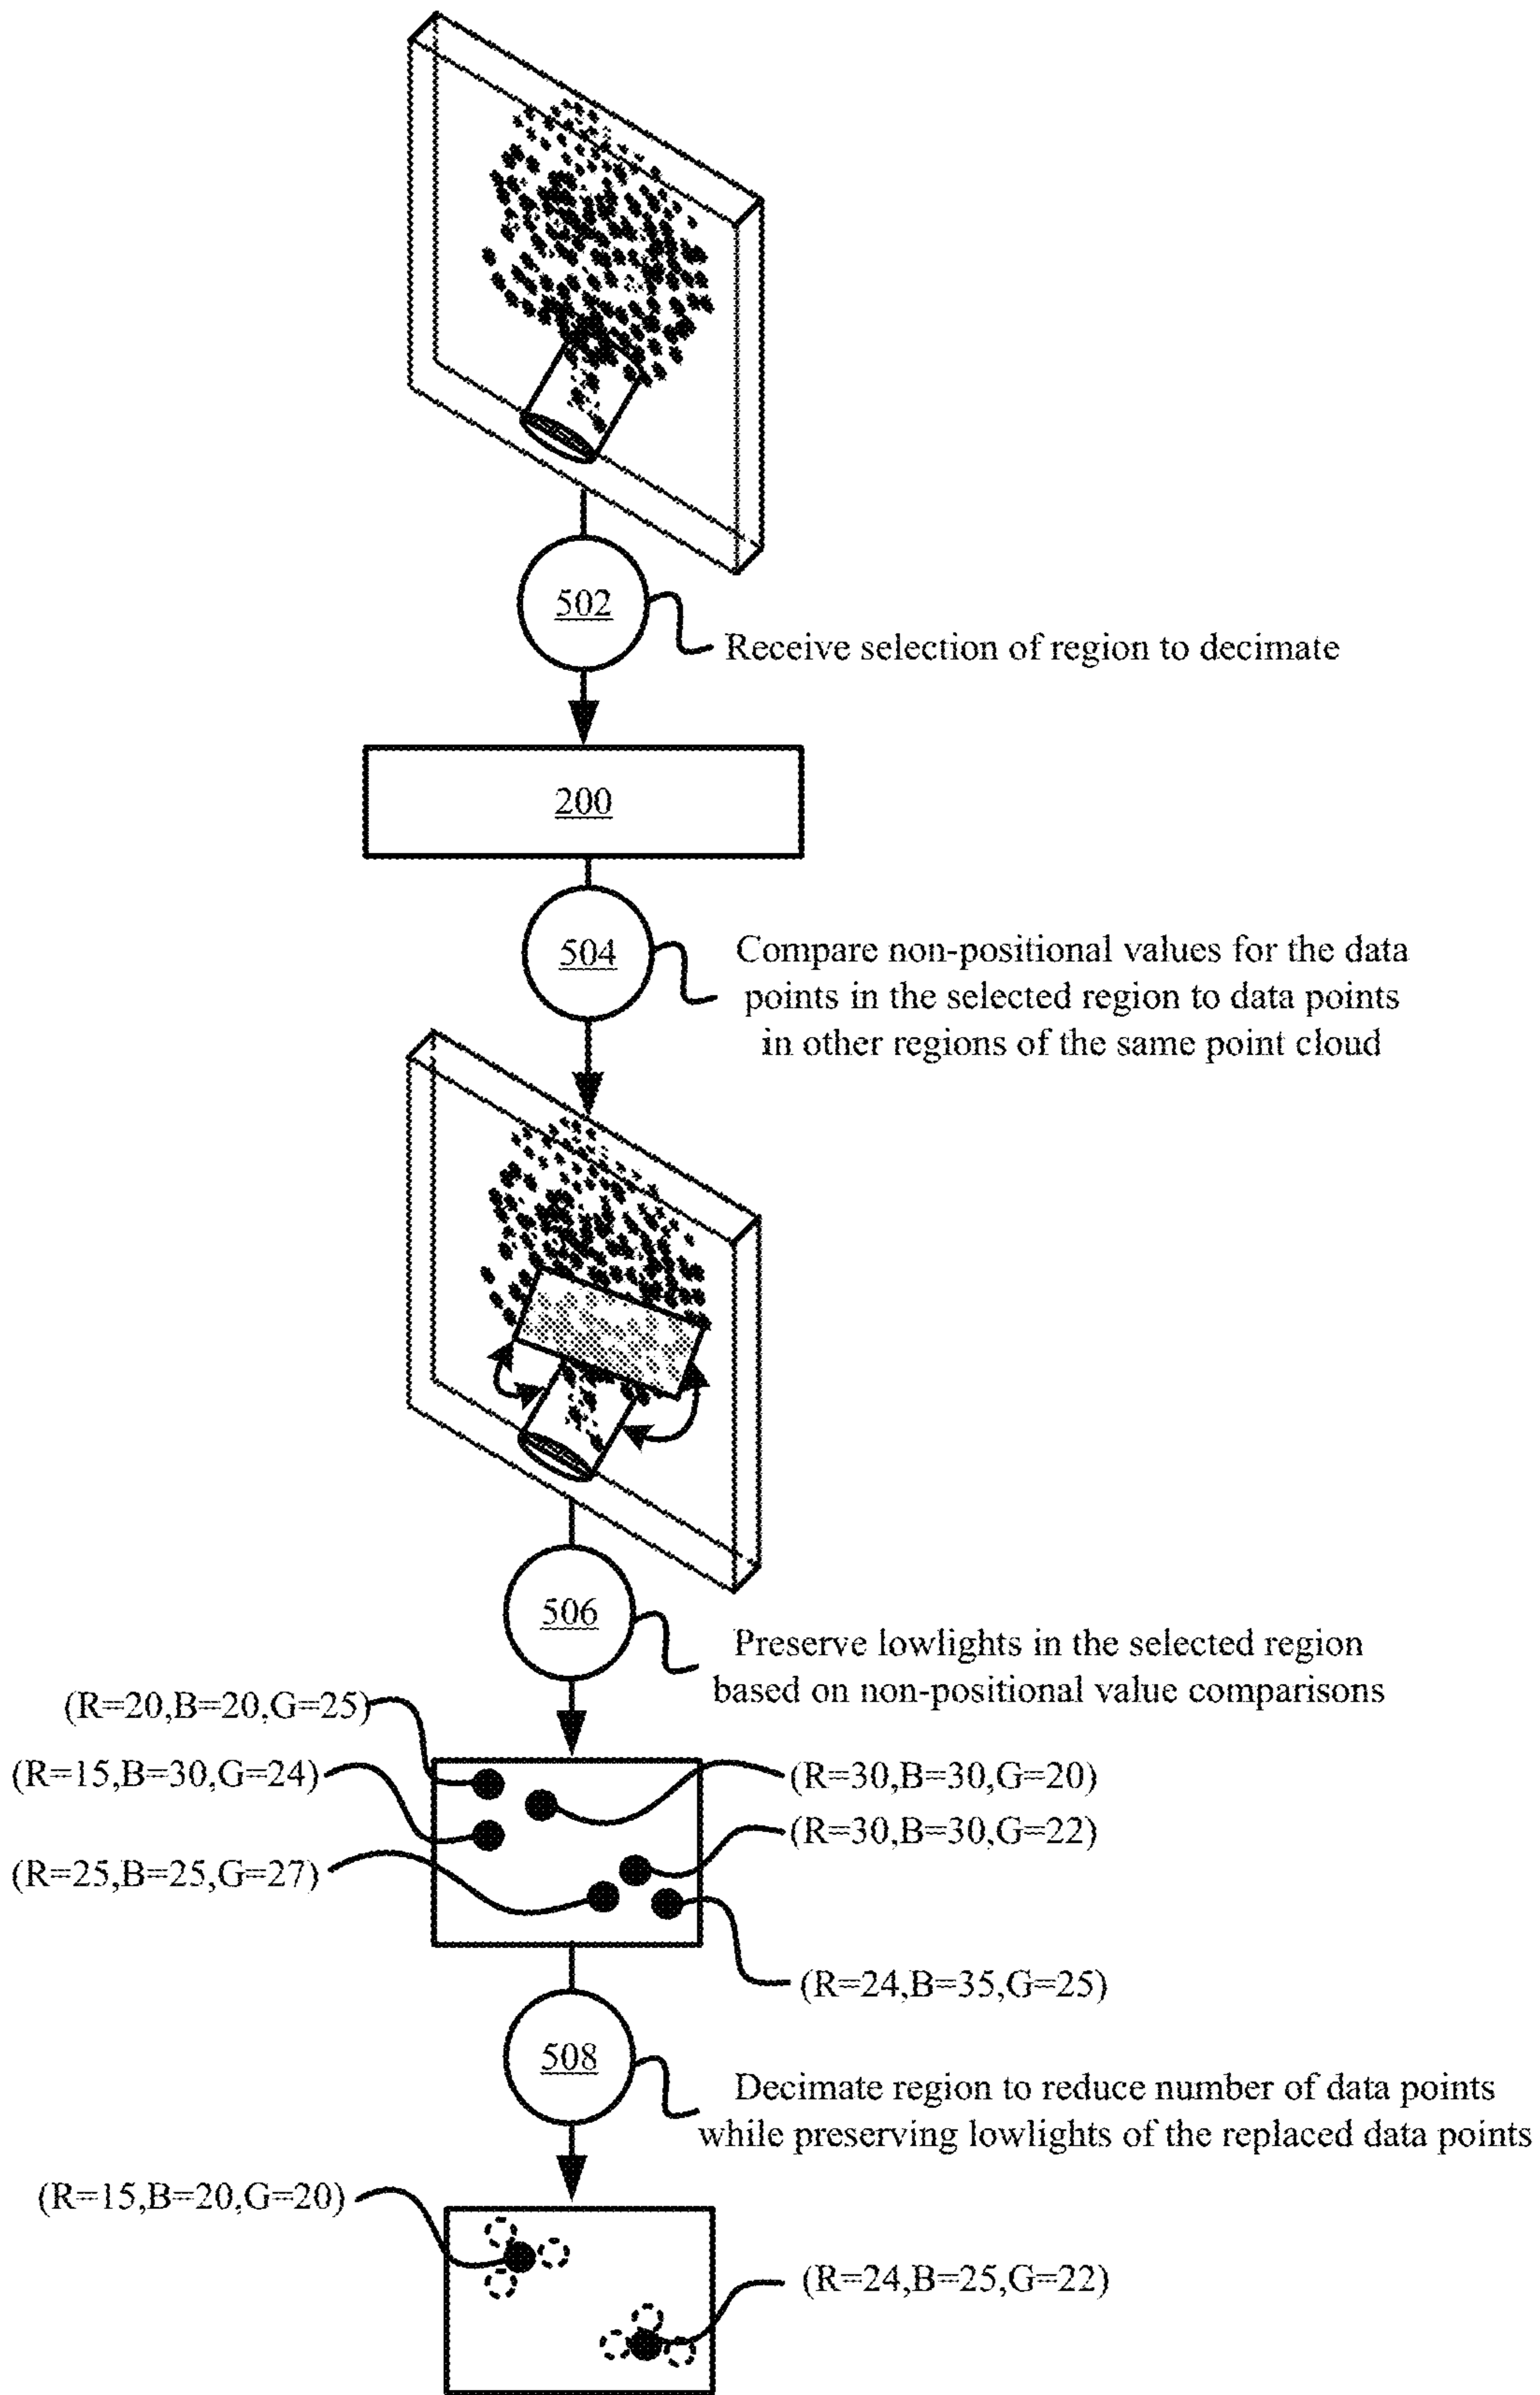 502
Receive selection of region to decimate
200
504
Compare non-positional values for the data
points in the selected region to data points
in other regions of the same point cloud
506
Preserve lowlights in the selected region
based on non-positional value comparisons
(R=20,B=20,G=25)
(R=15,B=30,G=24)
(R=30,B=30,G=20)
(R=30,B=30,G=22)
(R=25,B=25,G=27)
(R=24,B=35,G=25)
508
Decimate region to reduce number of data points
while preserving lowlights of the replaced data points
(R=15,B=20,G=20)
(R=24,B=25,G=22)